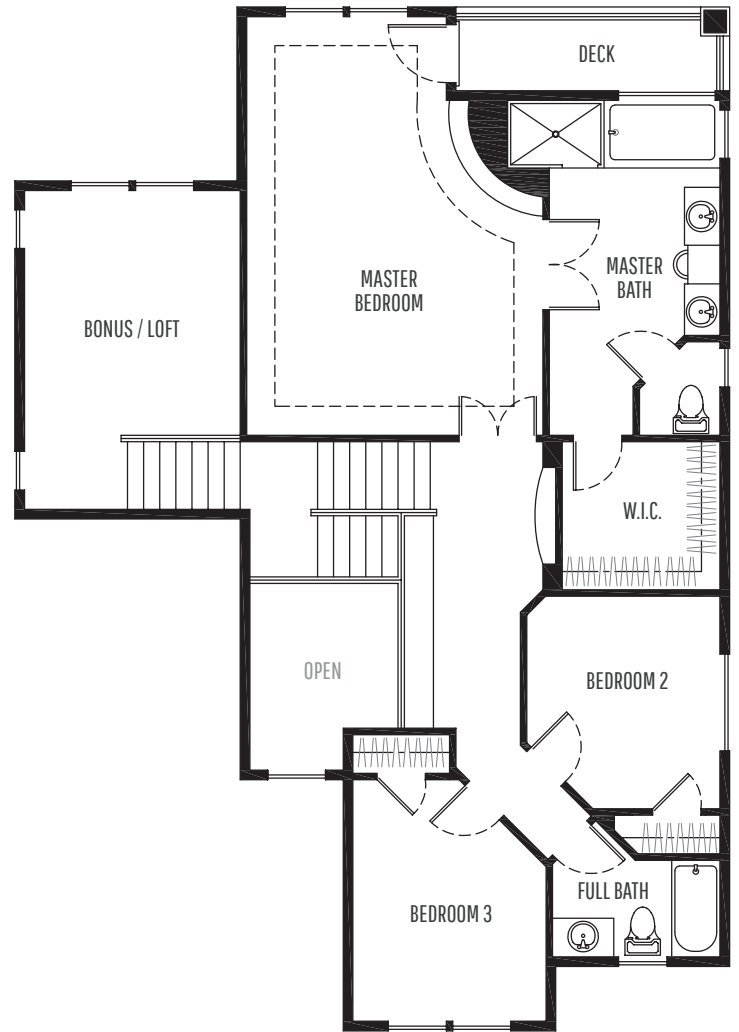 DECK
MASTER
BEDROOM
MASTER
BATH
BONUS / LOFT
W.I.C.
OPEN
BEDROOM 2
FULL BATH
BEDROOM 3